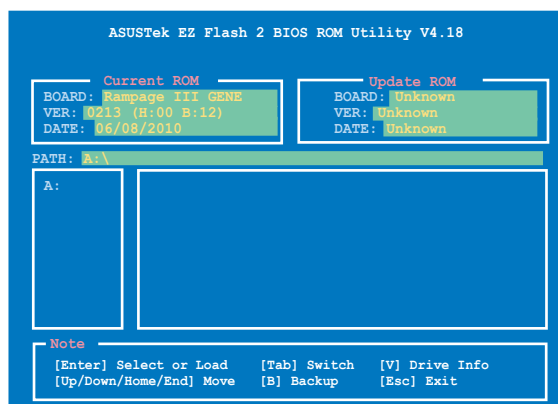 ASUSTek EZ Flash 2 BIOS ROM Utility V4.18
Current ROM
BOARD: Rampage III GENE
VER: 0213 (H:00 B:12)
DATE: 06/08/2010
Update ROM
BOARD: Unknown
VER: Unknown
DATE: Unknown
PATH: A:\
A:
Note
[Enter] Select or Load [Tab] Switch [V] Drive Info
[Up/Down/Home/End] Move [B] Backup [Esc] Exit